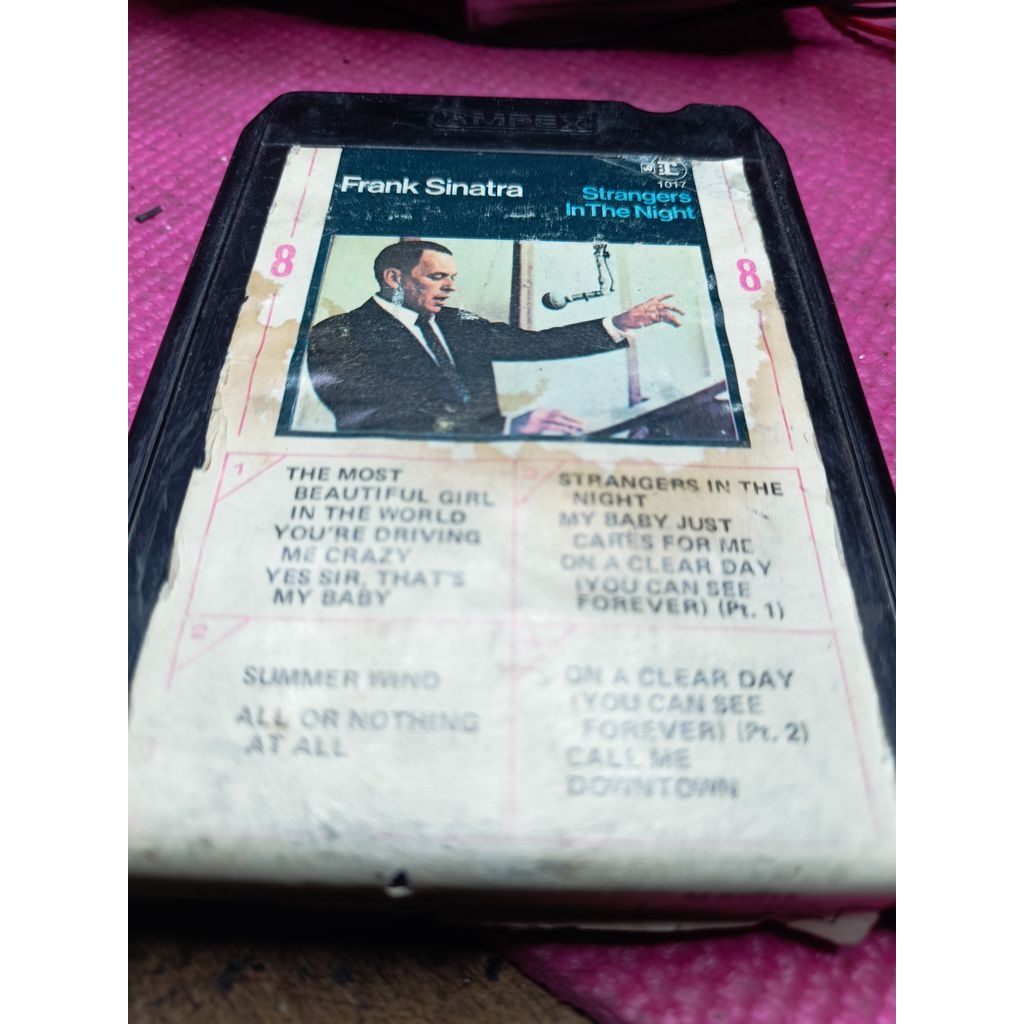 AMPEX
Frank Sinatra
1017
Strangers
In The Night
8
8
1
THE MOST
BEAUTIFUL GIRL
IN THE WORLD
YOU'RE DRIVING
ME CRAZY
YES SIR, THAT'S
MY BABY
3
STRANGERS IN THE
NIGHT
MY BABY JUST
CARES FOR ME
ON A CLEAR DAY
(YOU CAN SEE
FOREVER) (Pt. 1)
2
SUMMER WIND
ALL OR NOTHING
AT ALL
4
ON A CLEAR DAY
(YOU CAN SEE
FOREVER) (Pt. 2)
CALL ME
DOWNTOWN